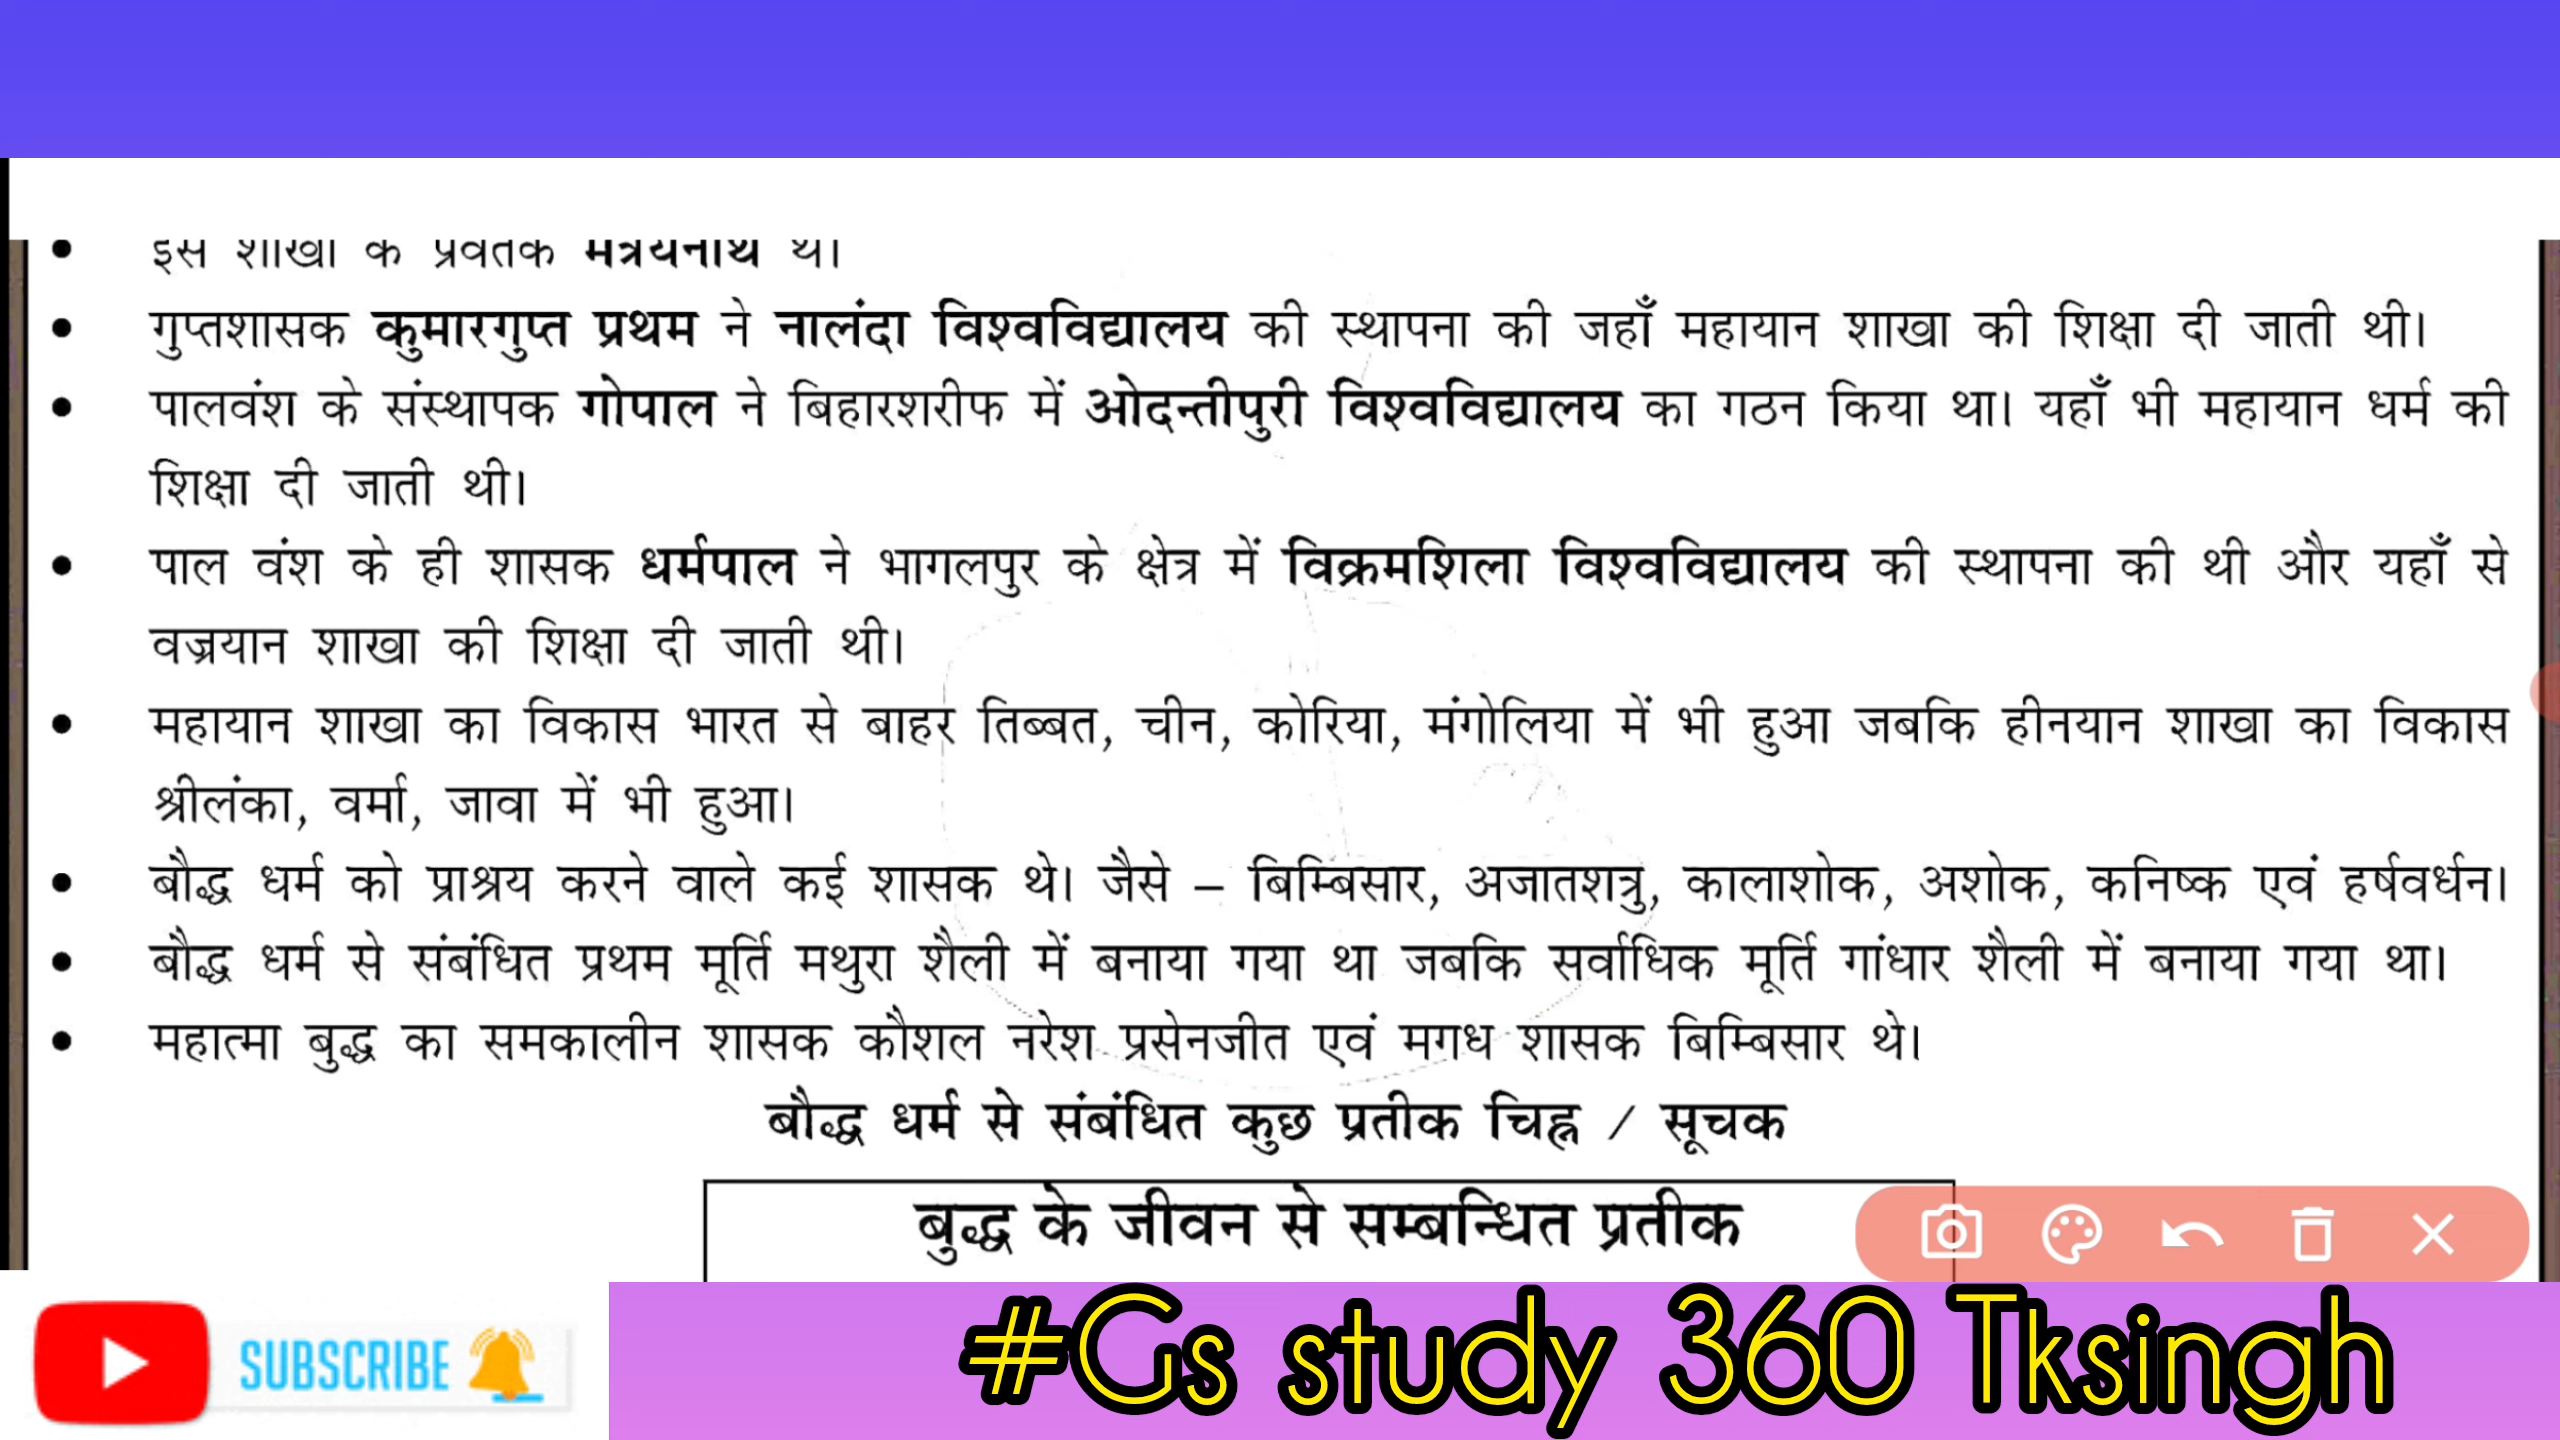 • इस शाखा के प्रवर्तक मैत्रेयनाथ थे।
• गुप्तशासक कुमारगुप्त प्रथम ने नालंदा विश्वविद्यालय की स्थापना की जहाँ महायान शाखा की शिक्षा दी जाती थी।
• पालवंश के संस्थापक गोपाल ने बिहारशरीफ में ओदन्तीपुरी विश्वविद्यालय का गठन किया था। यहाँ भी महायान धर्म की
शिक्षा दी जाती थी।
• पाल वंश के ही शासक धर्मपाल ने भागलपुर के क्षेत्र में विक्रमशिला विश्वविद्यालय की स्थापना की थी और यहाँ से
वज्रयान शाखा की शिक्षा दी जाती थी।
• महायान शाखा का विकास भारत से बाहर तिब्बत, चीन, कोरिया, मंगोलिया में भी हुआ जबकि हीनयान शाखा का विकास
श्रीलंका, वर्मा, जावा में भी हुआ।
• बौद्ध धर्म को प्राश्रय करने वाले कई शासक थे। जैसे – बिम्बिसार, अजातशत्रु, कालाशोक, अशोक, कनिष्क एवं हर्षवर्धन।
• बौद्ध धर्म से संबंधित प्रथम मूर्ति मथुरा शैली में बनाया गया था जबकि सर्वाधिक मूर्ति गांधार शैली में बनाया गया था।
• महात्मा बुद्ध का समकालीन शासक कौशल नरेश प्रसेनजीत एवं मगध शासक बिम्बिसार थे।
बौद्ध धर्म से संबंधित कुछ प्रतीक चिह्न / सूचक
बुद्ध के जीवन से सम्बन्धित प्रतीक
SUBSCRIBE
#Gs study 360 Tksingh